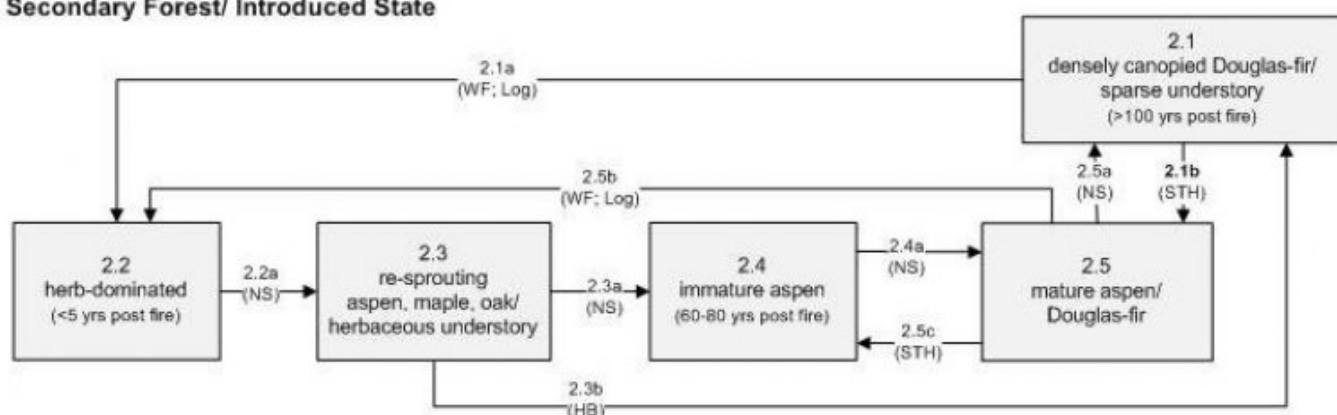 Secondary Forest/ Introduced State
2.1
densely canopied Douglas-fir/
sparse understory
(>100 yrs post fire)
2.1a
(WF; Log)
2.5b
(WF; Log)
2.5a
(NS)
2.1b
(STH)
2.2
herb-dominated
(<5 yrs post fire)
2.2a
(NS)
2.3
re-sprouting
aspen, maple, oak/
herbaceous understory
2.3a
(NS)
2.4
immature aspen
(60-80 yrs post fire)
2.4a
(NS)
2.5c
(STH)
2.5
mature aspen/
Douglas-fir
2.3b
(HB)